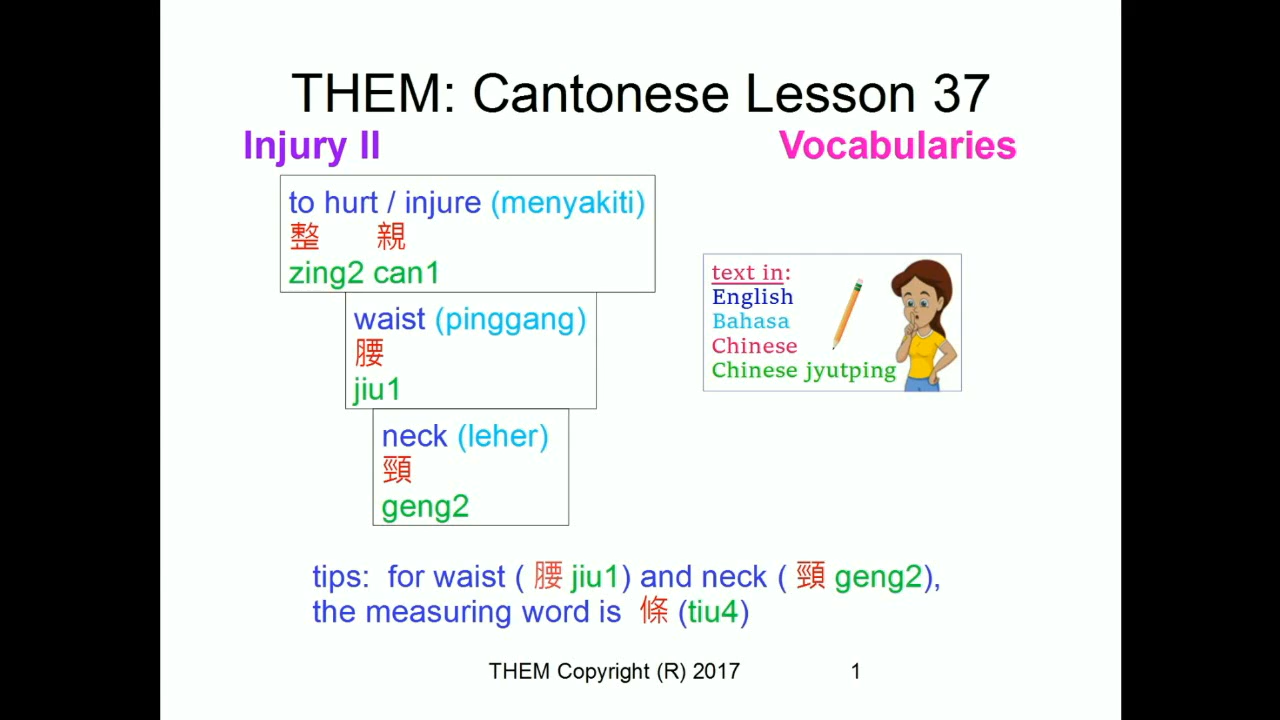 THEM: Cantonese Lesson 37
Injury II
Vocabularies
to hurt / injure (menyakiti)
整 親
zing2 can1
waist (pinggang)
腰
jiu1
neck (leher)
頸
geng2
text in:
English
Bahasa
Chinese
Chinese jyutping
tips: for waist ( 腰 jiu1) and neck ( 頸 geng2),
the measuring word is 條 (tiu4)
THEM Copyright (R) 2017
1